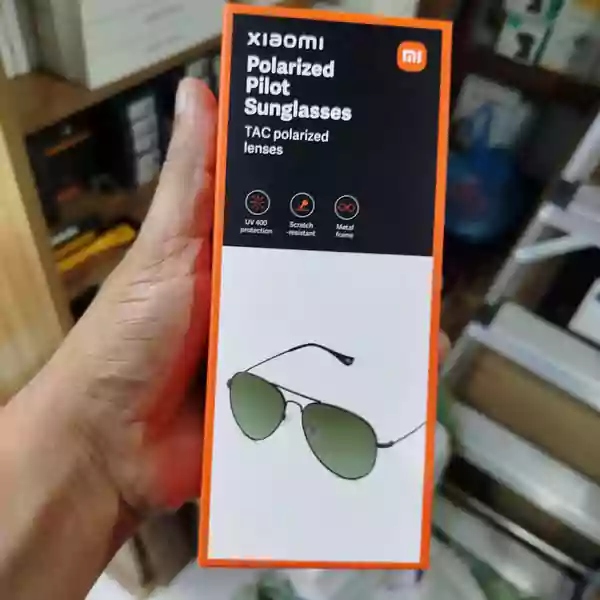 xiaomi
mi
Polarized
Pilot
Sunglasses
TAC polarized
lenses
UV 400
protection
Scratch
-resistant
Metal
frame